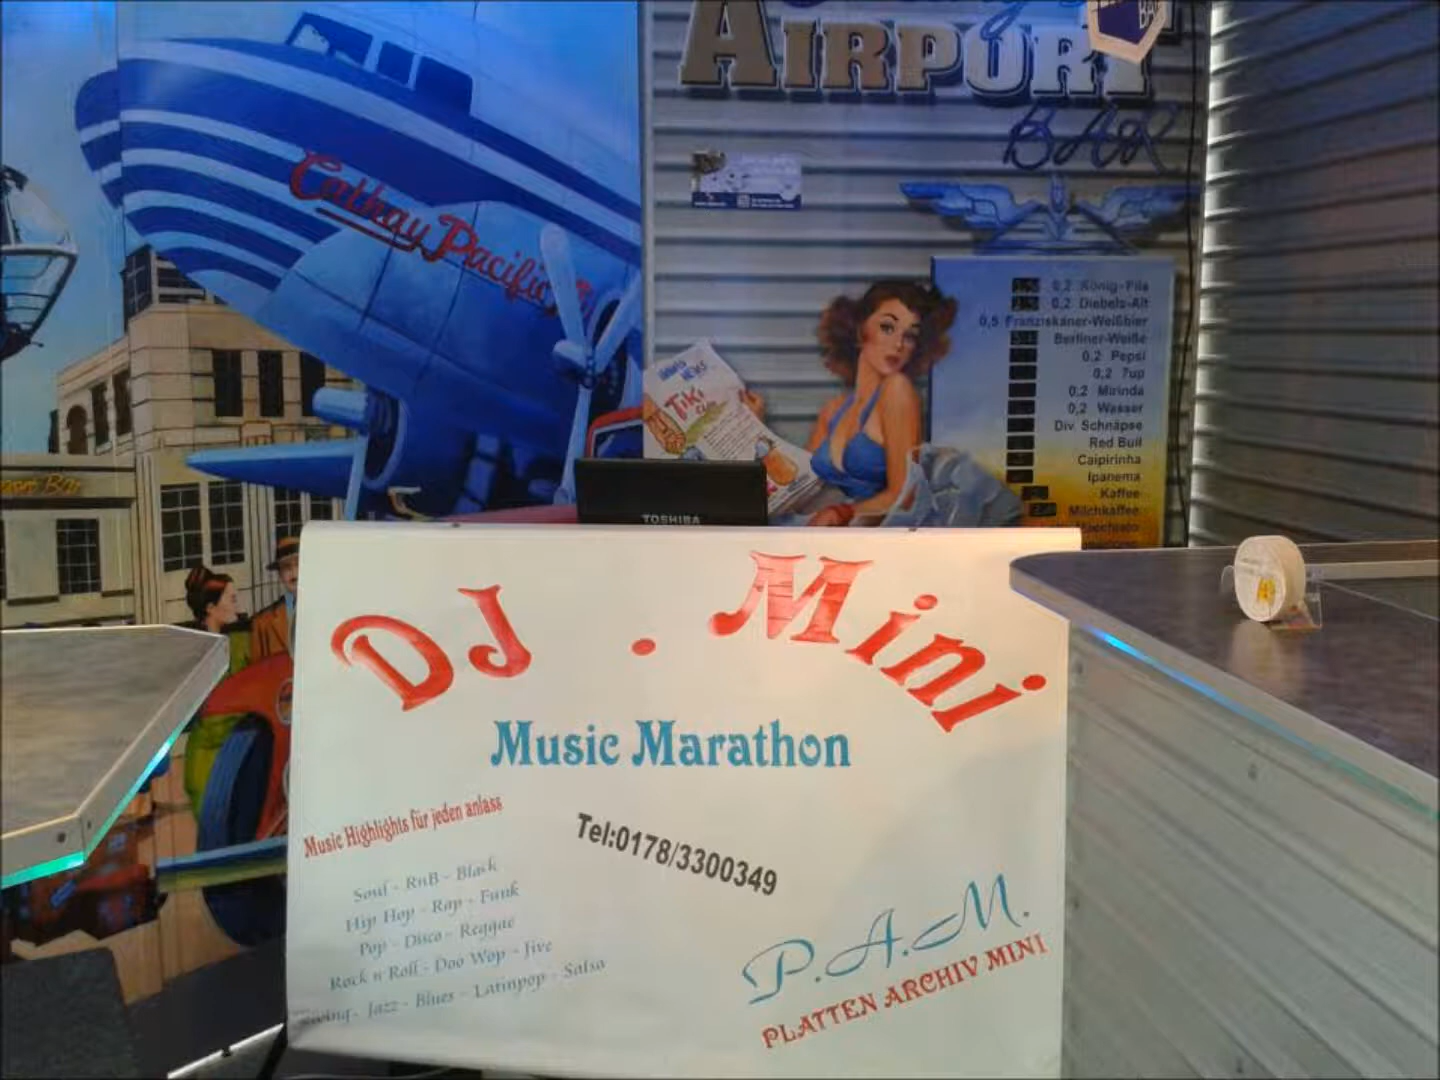 AIRPORT
BAR
Cathay Pacific
TIKI
0,2 König-Pils
0,2 Diebels-Alt
0,5 Franziskaner-Weißbier
Berliner-Weiße
0,2 Pepsi
0,2 7up
0,2 Mirinda
0,2 Wasser
Div. Schnäpse
Red Bull
Caipirinha
Ipanema
Kaffee
Milchkaffee
Macchiato
TOSHIBA
DJ . Mini
Music Marathon
Music Highlights für jeden anlass
Soul - RnB - Black
Hip Hop - Rap - Funk
Pop - Disco - Reggae
Rock n Roll - Doo Wop - Jive
Swing - Jazz - Blues - Latinpop - Salsa
Tel:0178/3300349
P.A.M.
PLATTEN ARCHIV MINI